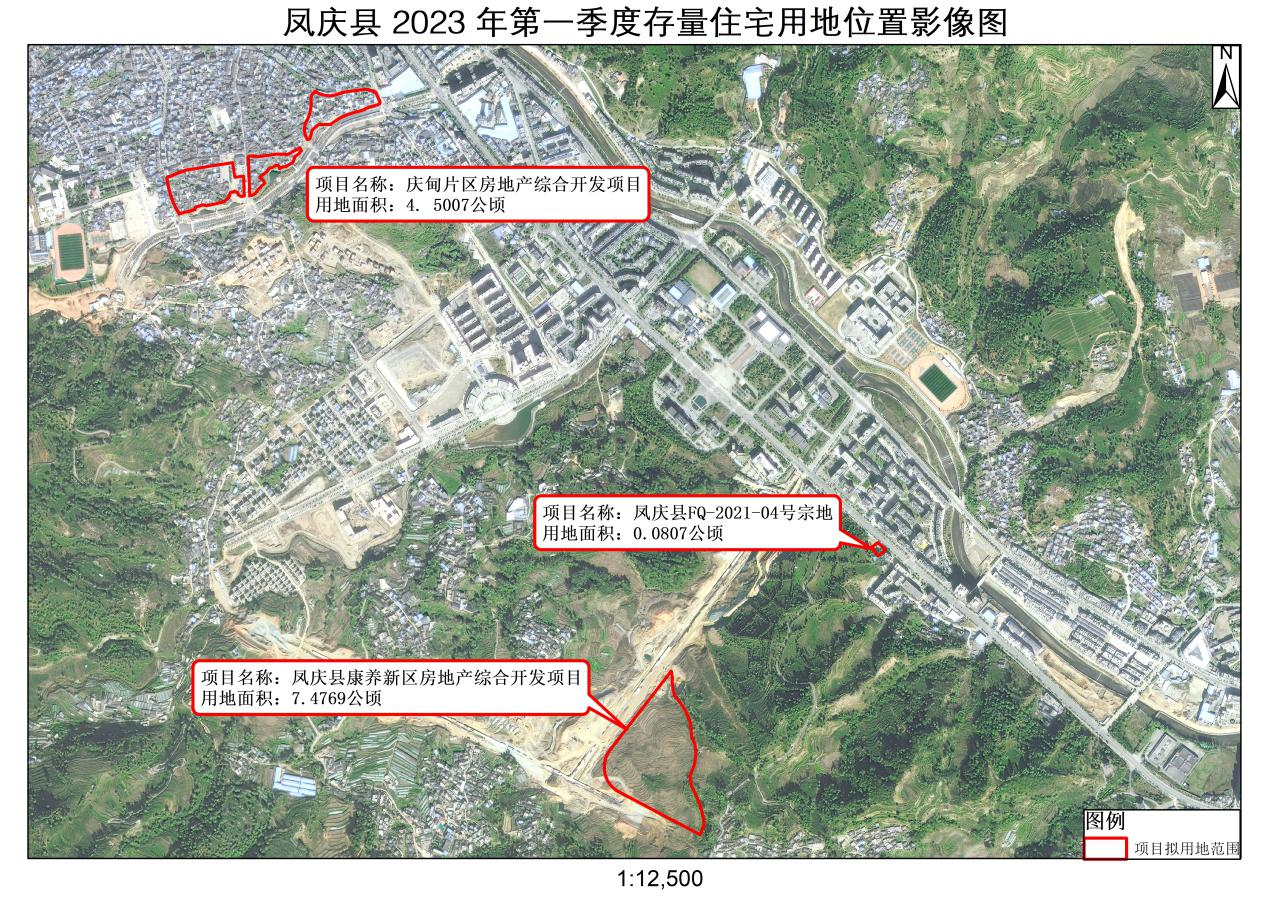 凤庆县 2023 年第一季度存量住宅用地位置影像图
N
项目名称：庆甸片区房地产综合开发项目
用地面积：4. 5007公顷
项目名称：凤庆县FQ-2021-04号宗地
用地面积：0.0807公顷
项目名称：凤庆县康养新区房地产综合开发项目
用地面积：7.4769公顷
图例
项目拟用地范围
1:12,500